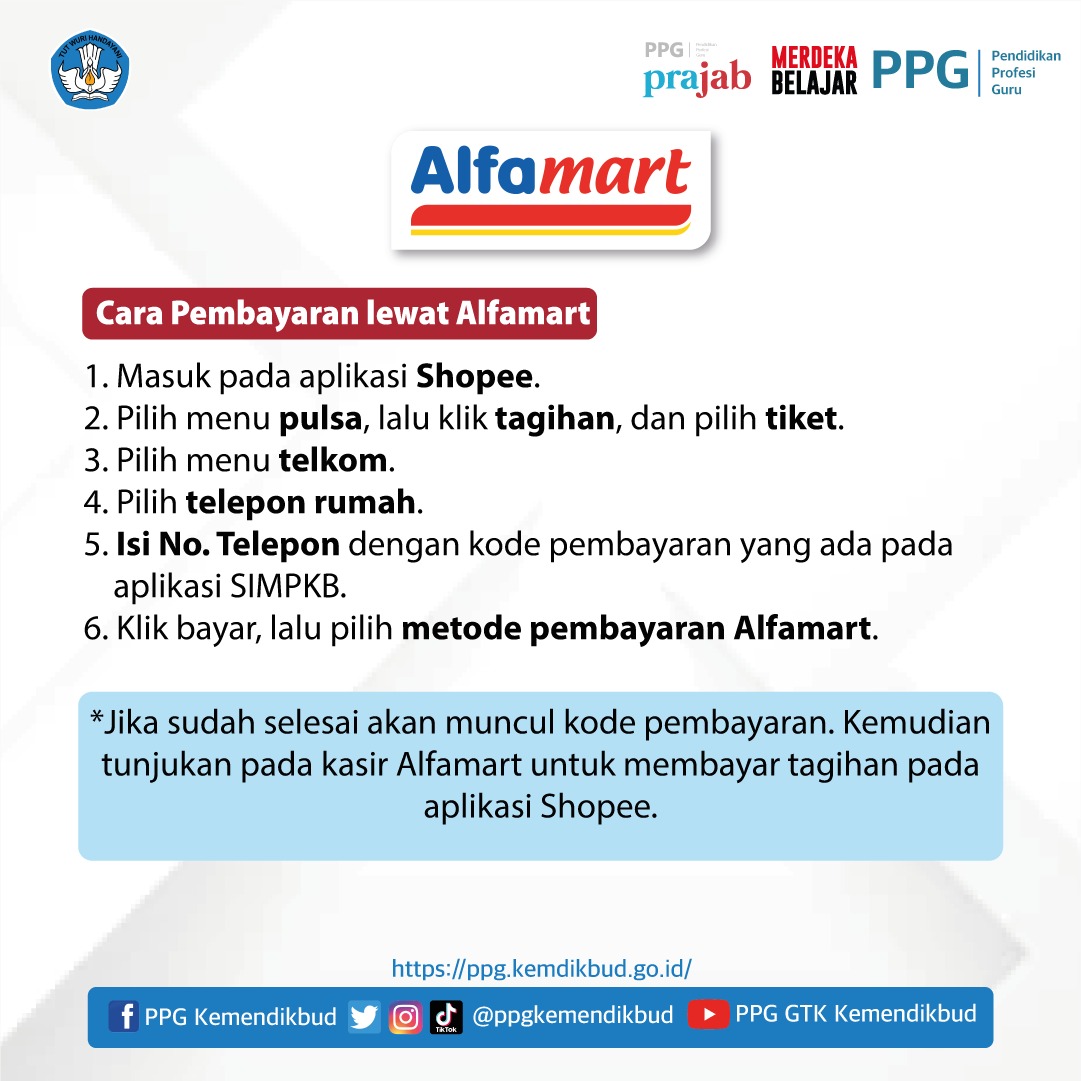 TUT WURI HANDAYANI
PPG
Pendidikan
Profesi
Guru
prajab
MERDEKA
BELAJAR
PPG
Pendidikan
Profesi
Guru
Alfamart
Cara Pembayaran lewat Alfamart
1. Masuk pada aplikasi Shopee.
2. Pilih menu pulsa, lalu klik tagihan, dan pilih tiket.
3. Pilih menu telkom.
4. Pilih telepon rumah.
5. Isi No. Telepon dengan kode pembayaran yang ada pada
aplikasi SIMPKB.
6. Klik bayar, lalu pilih metode pembayaran Alfamart.
*Jika sudah selesai akan muncul kode pembayaran. Kemudian
tunjukan pada kasir Alfamart untuk membayar tagihan pada
aplikasi Shopee.
https://ppg.kemdikbud.go.id/
PPG Kemendikbud
TikTok
@ppgkemendikbud
PPG GTK Kemendikbud